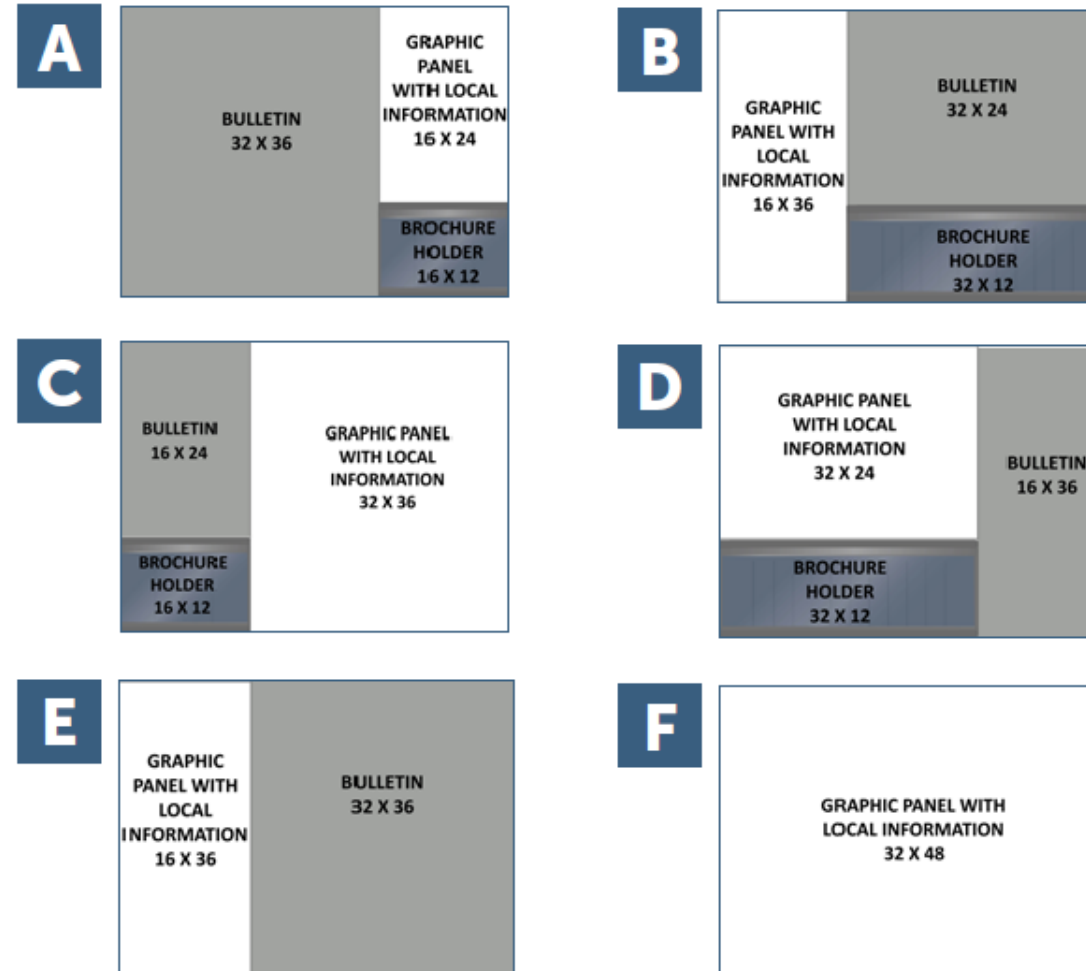 A
BULLETIN
32 X 36
GRAPHIC
PANEL
WITH LOCAL
INFORMATION
16 X 24
BROCHURE
HOLDER
16 X 12
B
GRAPHIC
PANEL WITH
LOCAL
INFORMATION
16 X 36
BULLETIN
32 X 24
BROCHURE
HOLDER
32 X 12
C
BULLETIN
16 X 24
BROCHURE
HOLDER
16 X 12
GRAPHIC PANEL
WITH LOCAL
INFORMATION
32 X 36
D
GRAPHIC PANEL
WITH LOCAL
INFORMATION
32 X 24
BROCHURE
HOLDER
32 X 12
BULLETIN
16 X 36
E
GRAPHIC
PANEL WITH
LOCAL
INFORMATION
16 X 36
BULLETIN
32 X 36
F
GRAPHIC PANEL WITH
LOCAL INFORMATION
32 X 48